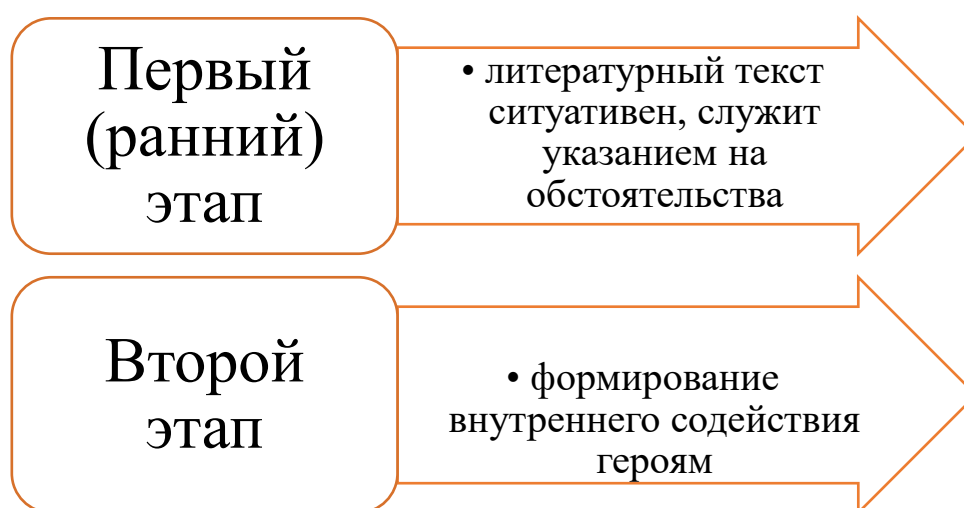 Первый
(ранний)
этап
• литературный текст
ситуативен, служит
указанием на
обстоятельства
Второй
этап
• формирование
внутреннего содействия
героям